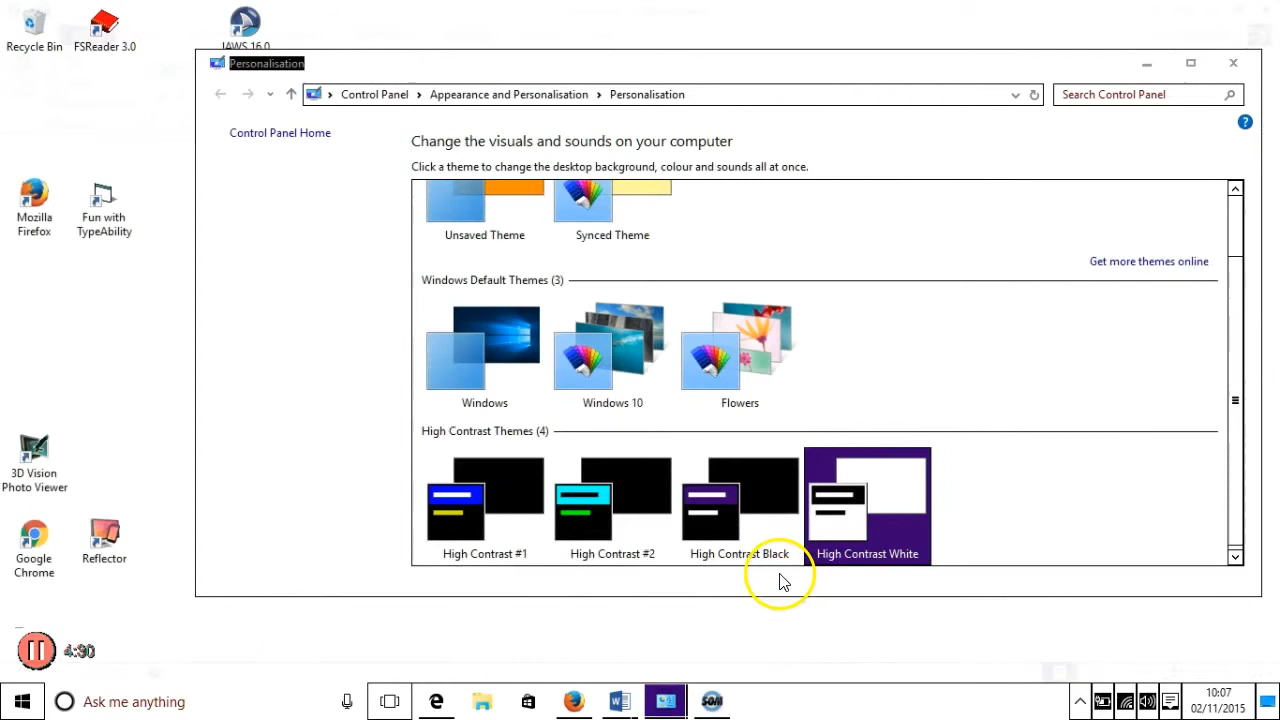 Recycle Bin
FSReader 3.0
JAWS 16.0
Personalisation
Control Panel
Appearance and Personalisation
Personalisation
Search Control Panel
Control Panel Home
Change the visuals and sounds on your computer
Click a theme to change the desktop background, colour and sounds all at once.
Unsaved Theme
Synced Theme
Get more themes online
Windows Default Themes (3)
Windows
Windows 10
Flowers
High Contrast Themes (4)
High Contrast #1
High Contrast #2
High Contrast Black
High Contrast White
Mozilla
Firefox
Fun with
TypeAbility
3D Vision
Photo Viewer
Google
Chrome
Reflector
4:30
Ask me anything
SOM
10:07
02/11/2015